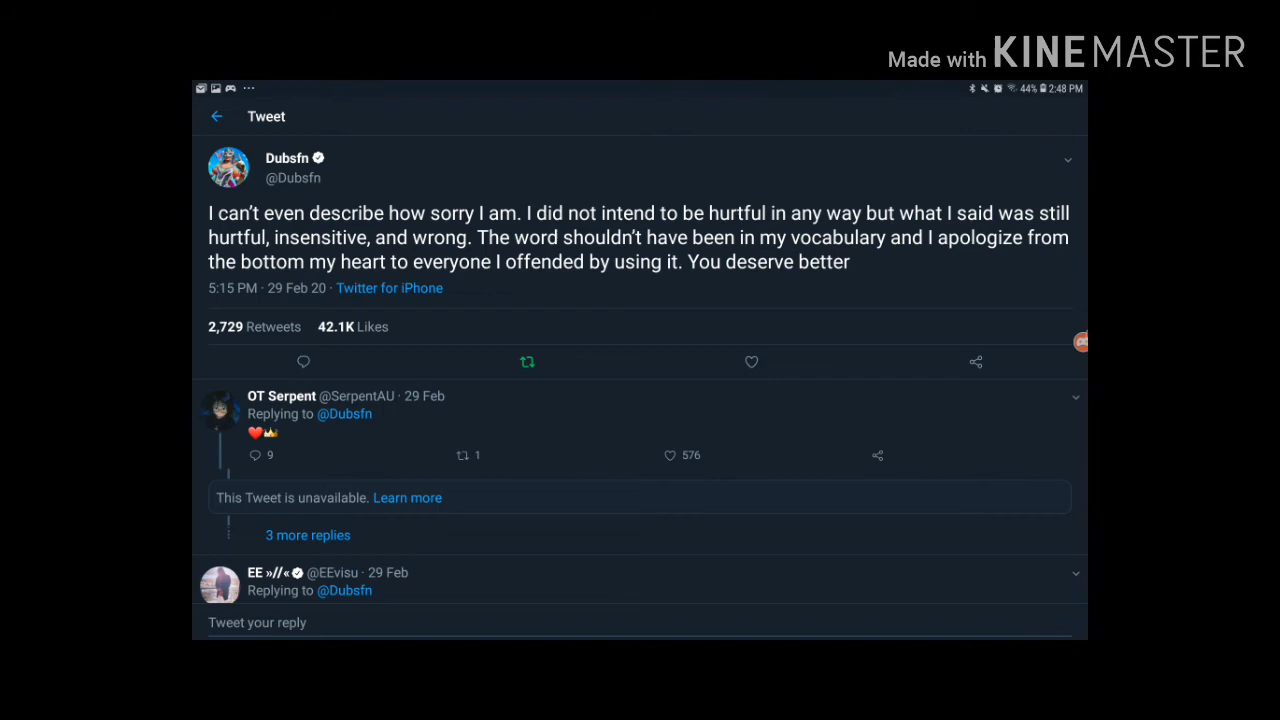 Made with KINEMASTER
44% 2:48 PM
Tweet
Dubsfn
@Dubsfn
I can't even describe how sorry I am. I did not intend to be hurtful in any way but what I said was still
hurtful, insensitive, and wrong. The word shouldn't have been in my vocabulary and I apologize from
the bottom my heart to everyone I offended by using it. You deserve better
5:15 PM · 29 Feb 20 · Twitter for iPhone
2,729 Retweets 42.1K Likes
OT Serpent @SerpentAU · 29 Feb
Replying to @Dubsfn
❤️👑
9 1 576
This Tweet is unavailable. Learn more
3 more replies
EE »//« @EEvisu · 29 Feb
Replying to @Dubsfn
Tweet your reply